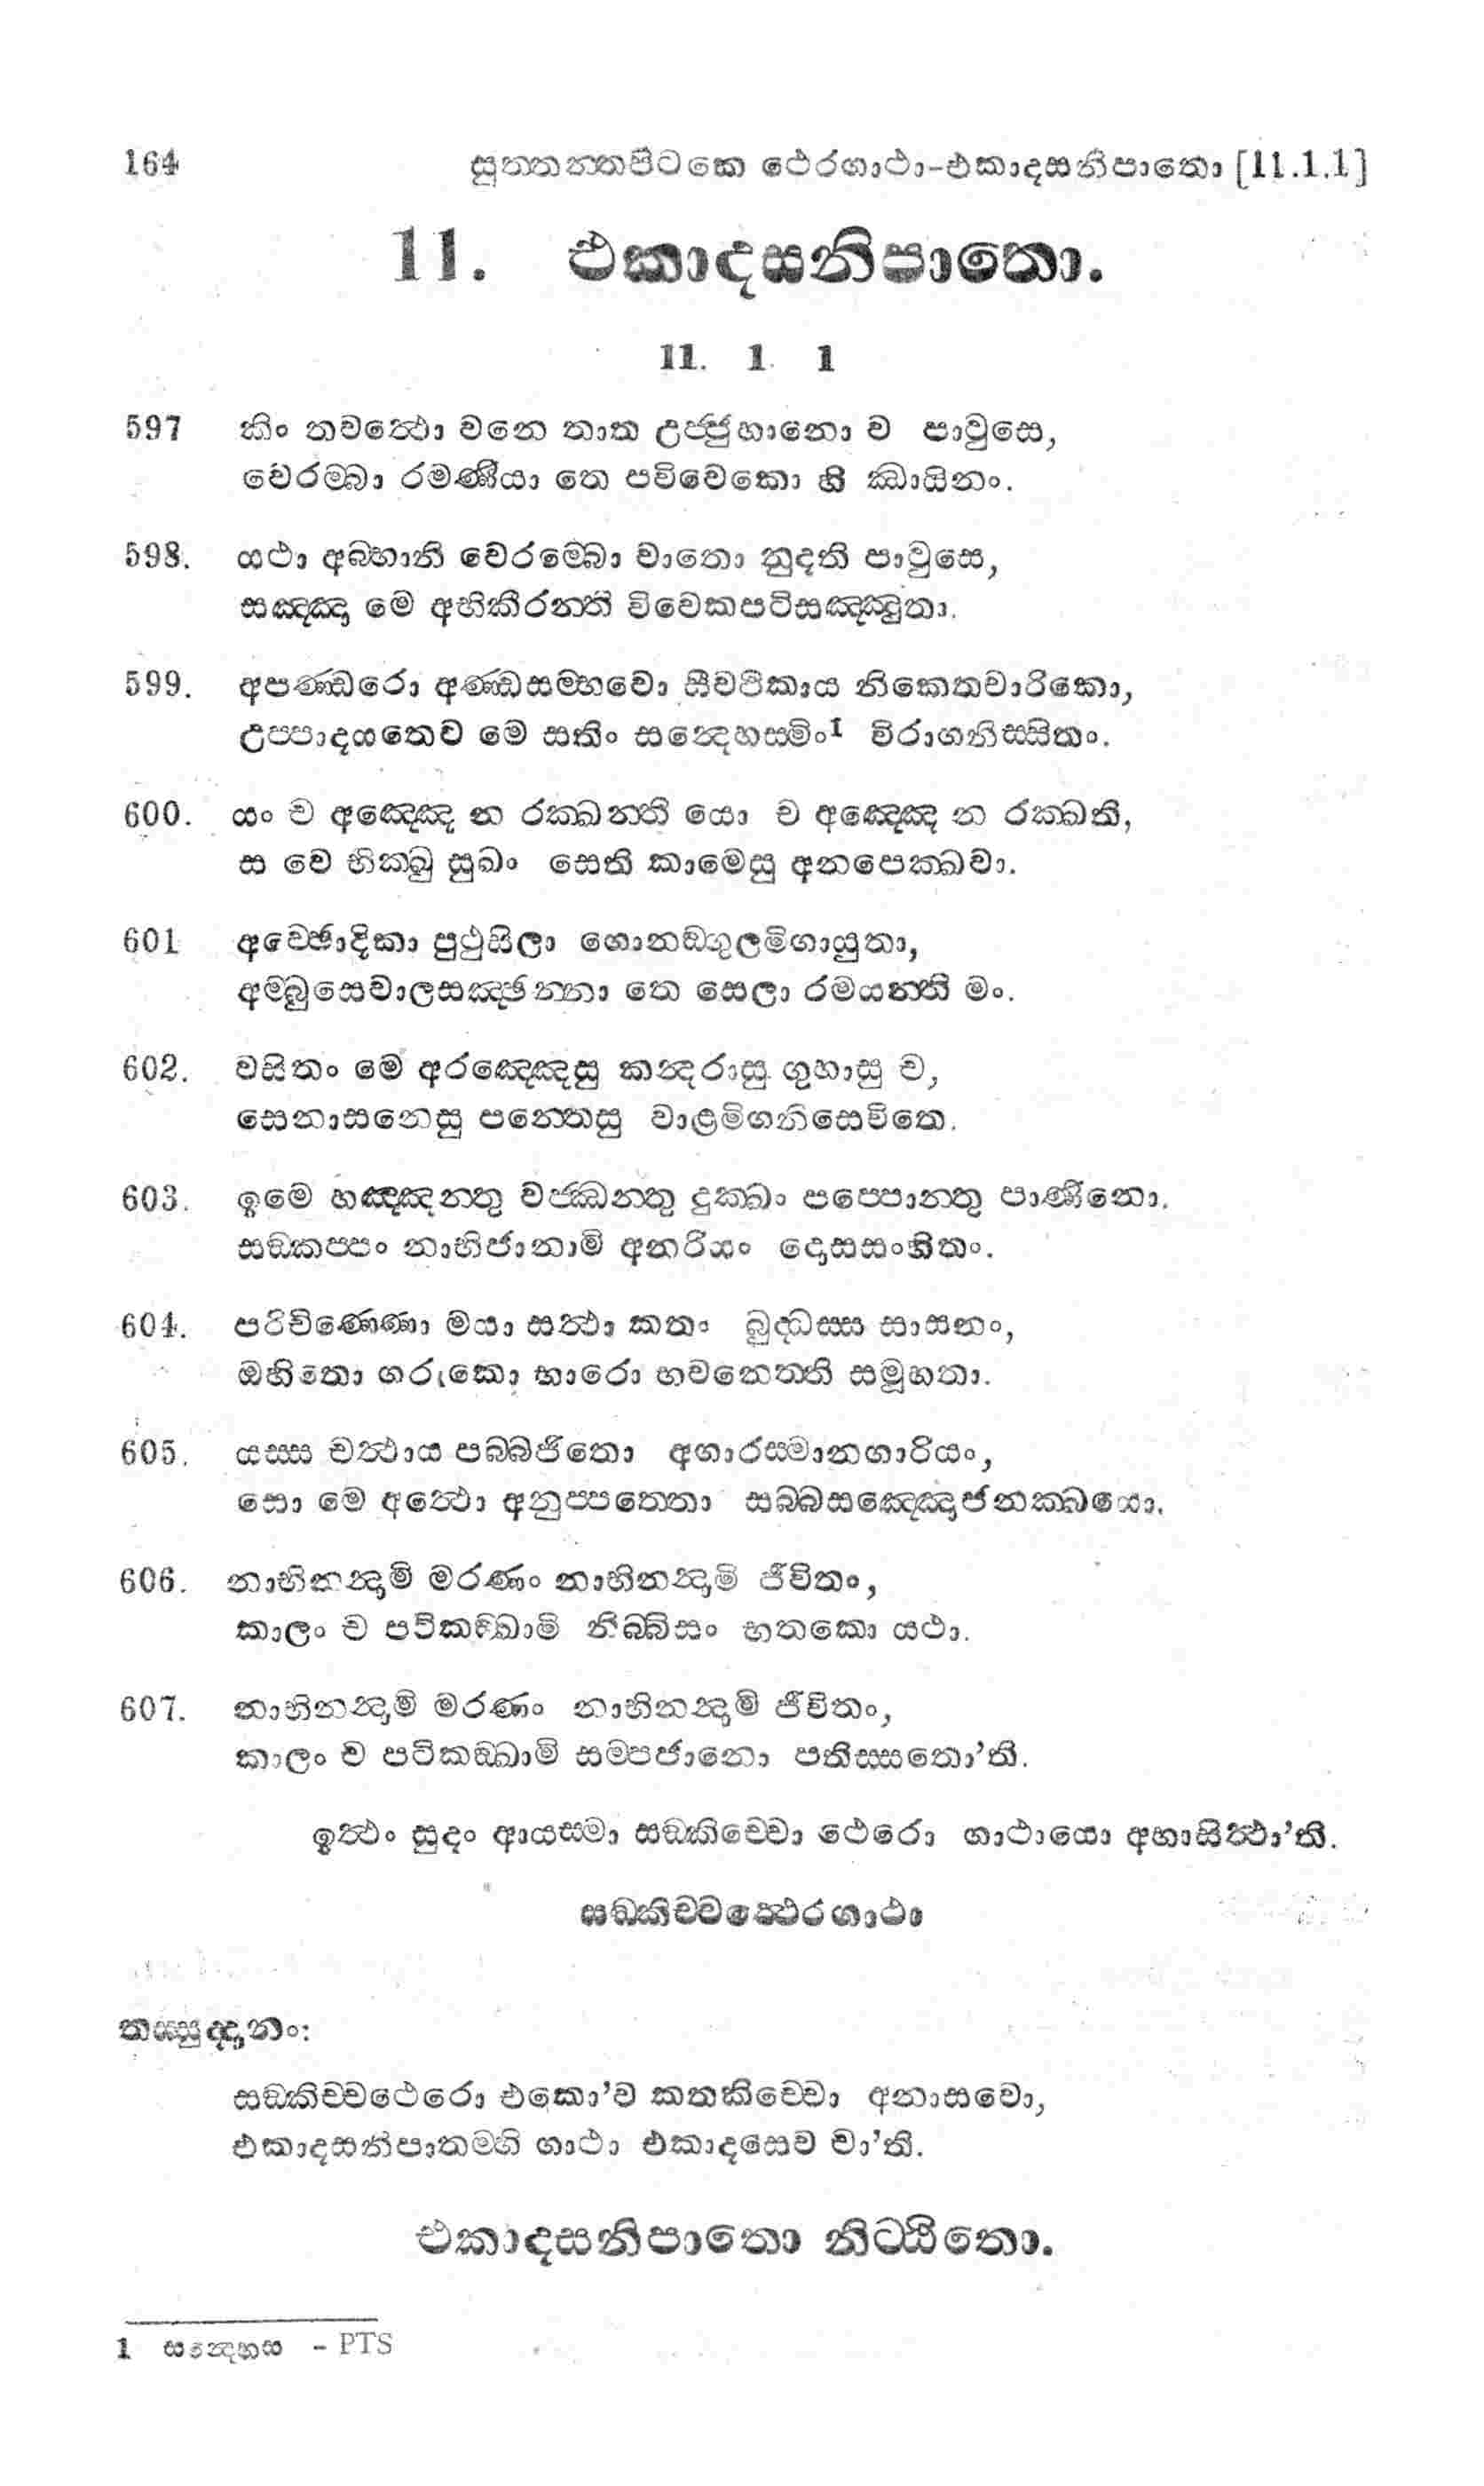 164 සුත්තන්තපිටකෙ ථෙරගාථා-එකාදසනිපාතො [11.1.1]
11. එකාදසනිපාතො.
11. 1. 1
597 කිං තවත්ථො වනෙ තාත උජ්ජුහානො ව පාවුසෙ,
වෙරම්බා රමණීයා තෙ පවිවෙකො හි ඣායිනං.
598. යථා අබ්භානි වෙරම්බො වාතො නුදති පාවුසෙ,
සඤ්ඤා මෙ අභිකීරන්ති විවෙකපටිසඤ්ඤුතා.
599. අපණ්ඩරො අණ්ඩසම්භවො සීවථිකාය නිකෙතචාරිකො,
උප්පාදයතෙව මෙ සතිං සන්දෙහස්මිං1 විරාගනිස්සිතං.
600. යං ච අඤ්ඤෙ න රක්ඛන්ති යො ච අඤ්ඤෙ න රක්ඛති,
ස වෙ භික්ඛු සුඛං සෙති කාමෙසු අනපෙක්ඛවා.
601 අච්ඡොදිකා පුථුසිලා ගොනඞ්ගුලමිගායුතා,
අම්බුසෙවාලසඤ්ඡන්නා තෙ සෙලා රමයන්ති මං.
602. වසිතං මෙ අරඤ්ඤෙසු කන්දරාසු ගුහාසු ච,
සෙනාසනෙසු පන්තෙසු වාළමිගනිසෙවිතෙ.
603. ඉමෙ හඤ්ඤන්තු වජ්ඣන්තු දුක්ඛං පප්පොන්තු පාණිනො.
සඞ්කප්පං නාභිජානාමි අනරියං දොසසංහිතං.
604. පරිචිණ්ණො මයා සත්ථා කතං බුද්ධස්ස සාසනං,
ඔහිතො ගරුකො භාරො භවනෙත්ති සමූහතා.
605. යස්ස චත්ථාය පබ්බජිතො අගාරස්මානගාරියං,
සො මෙ අත්ථො අනුප්පත්තො සබ්බසඤ්ඤොජනක්ඛයො.
606. නාභිනන්දාමි මරණං නාභිනන්දාමි ජීවිතං,
කාලං ච පටිකඞ්ඛාමි නිබ්බිසං භතකො යථා.
607. නාභිනන්දාමි මරණං නාභිනන්දාමි ජීවිතං,
කාලං ච පටිකඞ්ඛාමි සම්පජානො පතිස්සතො’ති.
ඉත්ථං සුදං ආයස්මා සඞ්කිච්චො ථෙරො ගාථායො අභාසිත්ථා’ති.
සඞ්කිච්චත්ථෙරගාථා
තස්සුද්දානං:
සඞ්කිච්චථෙරො එකො’ව කතකිච්චො අනාසවො,
එකාදසනිපාතම්හි ගාථා එකාදසෙව චා’ති.
එකාදසනිපාතො නිට්ඨිතො.
1 සන්දෙහස - PTS